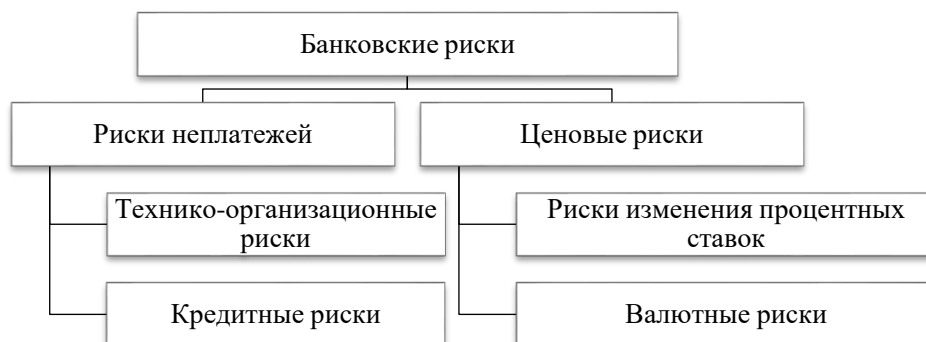 Банковские риски
Риски неплатежей
Ценовые риски
Технико-организационные
риски
Риски изменения процентных
ставок
Кредитные риски
Валютные риски